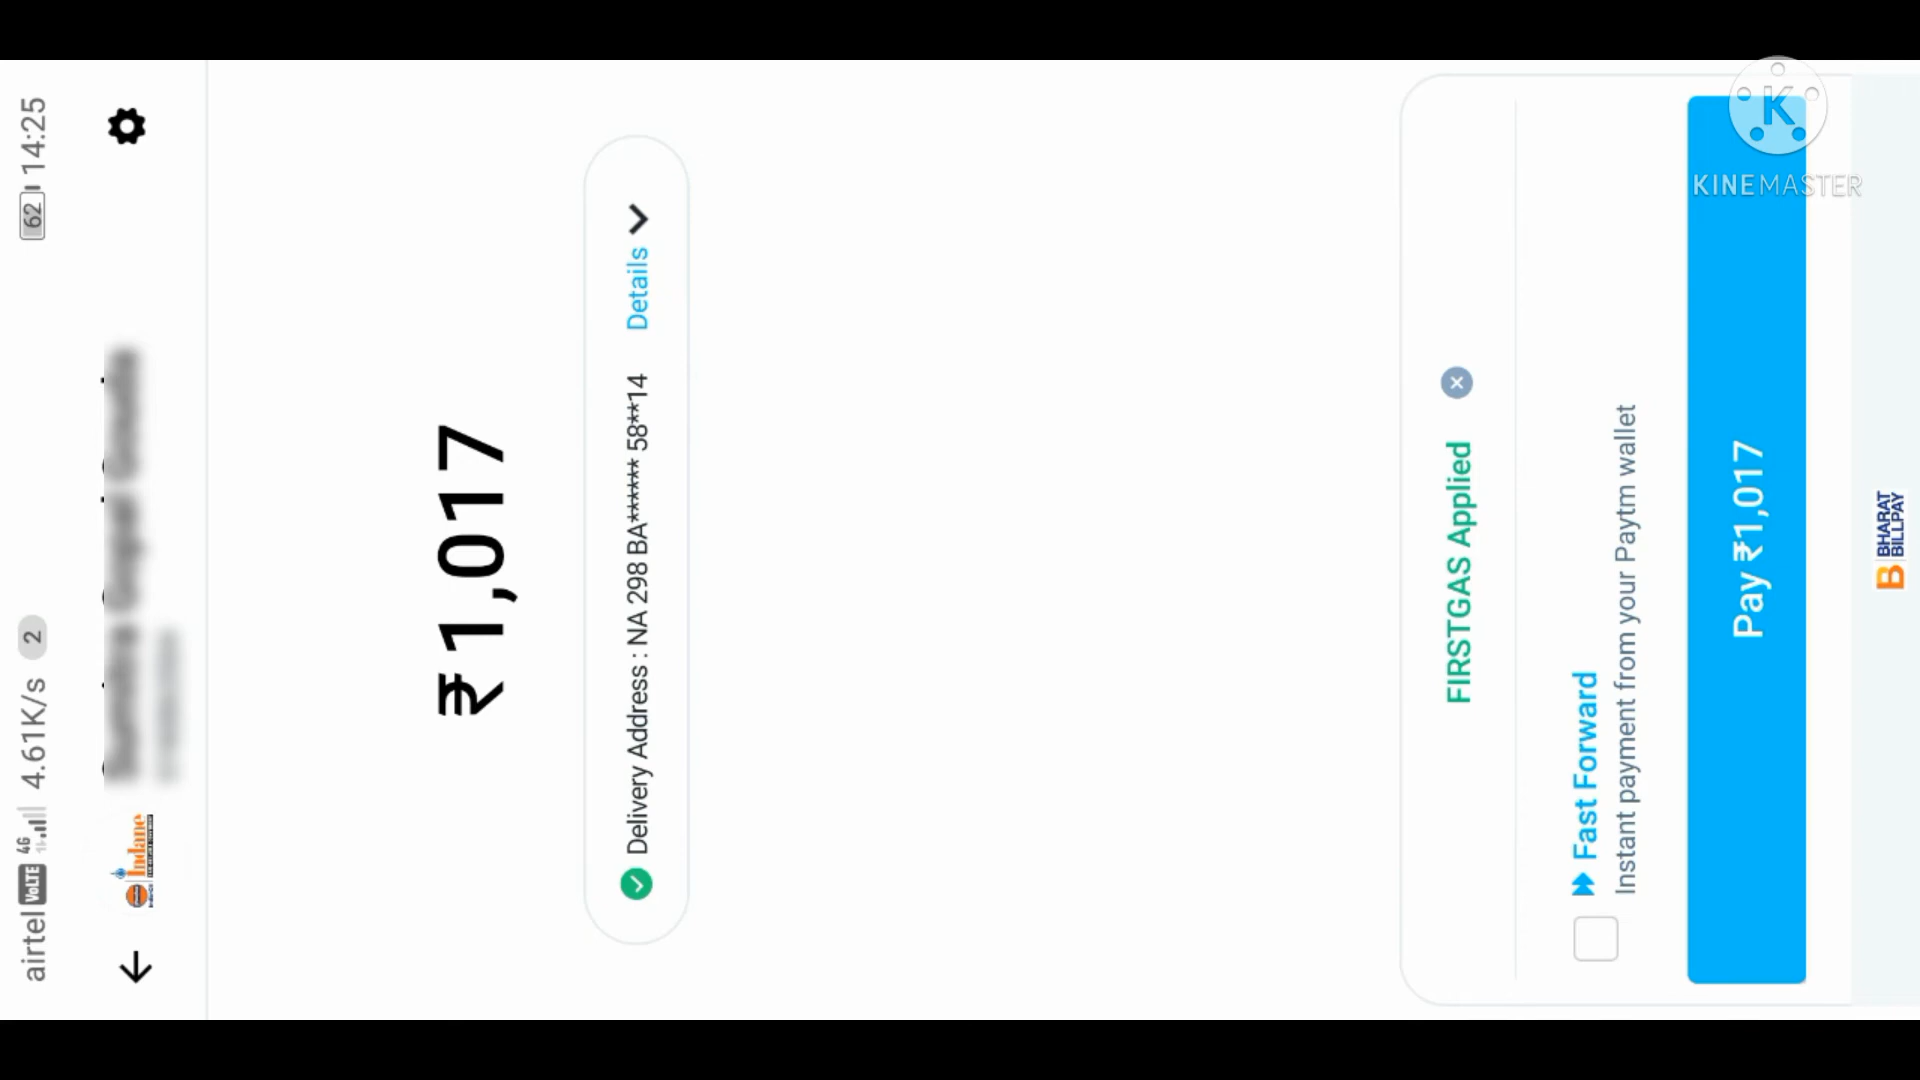 airtel VoLTE 4G 4.61K/s 2 62 14:25
Indane
₹1,017
Delivery Address : NA 298 BA****** 58**14 Details
FIRSTGAS Applied
Fast Forward
Instant payment from your Paytm wallet
Pay ₹1,017
B BHARAT
BILLPAY
K
KINEMASTER